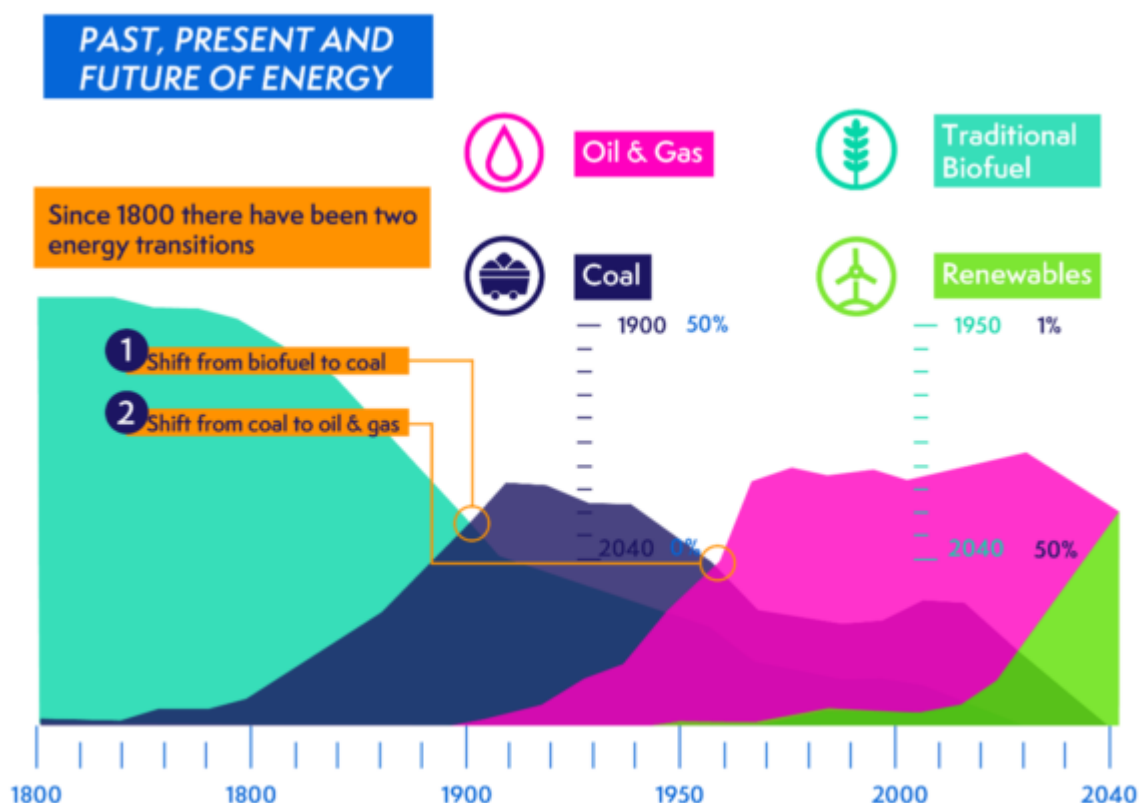 PAST, PRESENT AND
FUTURE OF ENERGY
Oil & Gas
Traditional
Biofuel
Since 1800 there have been two
energy transitions
Coal
Renewables
1900 50%
1950 1%
1 Shift from biofuel to coal
2 Shift from coal to oil & gas
2040 0%
2040 50%
1800 1800 1900 1950 2000 2040